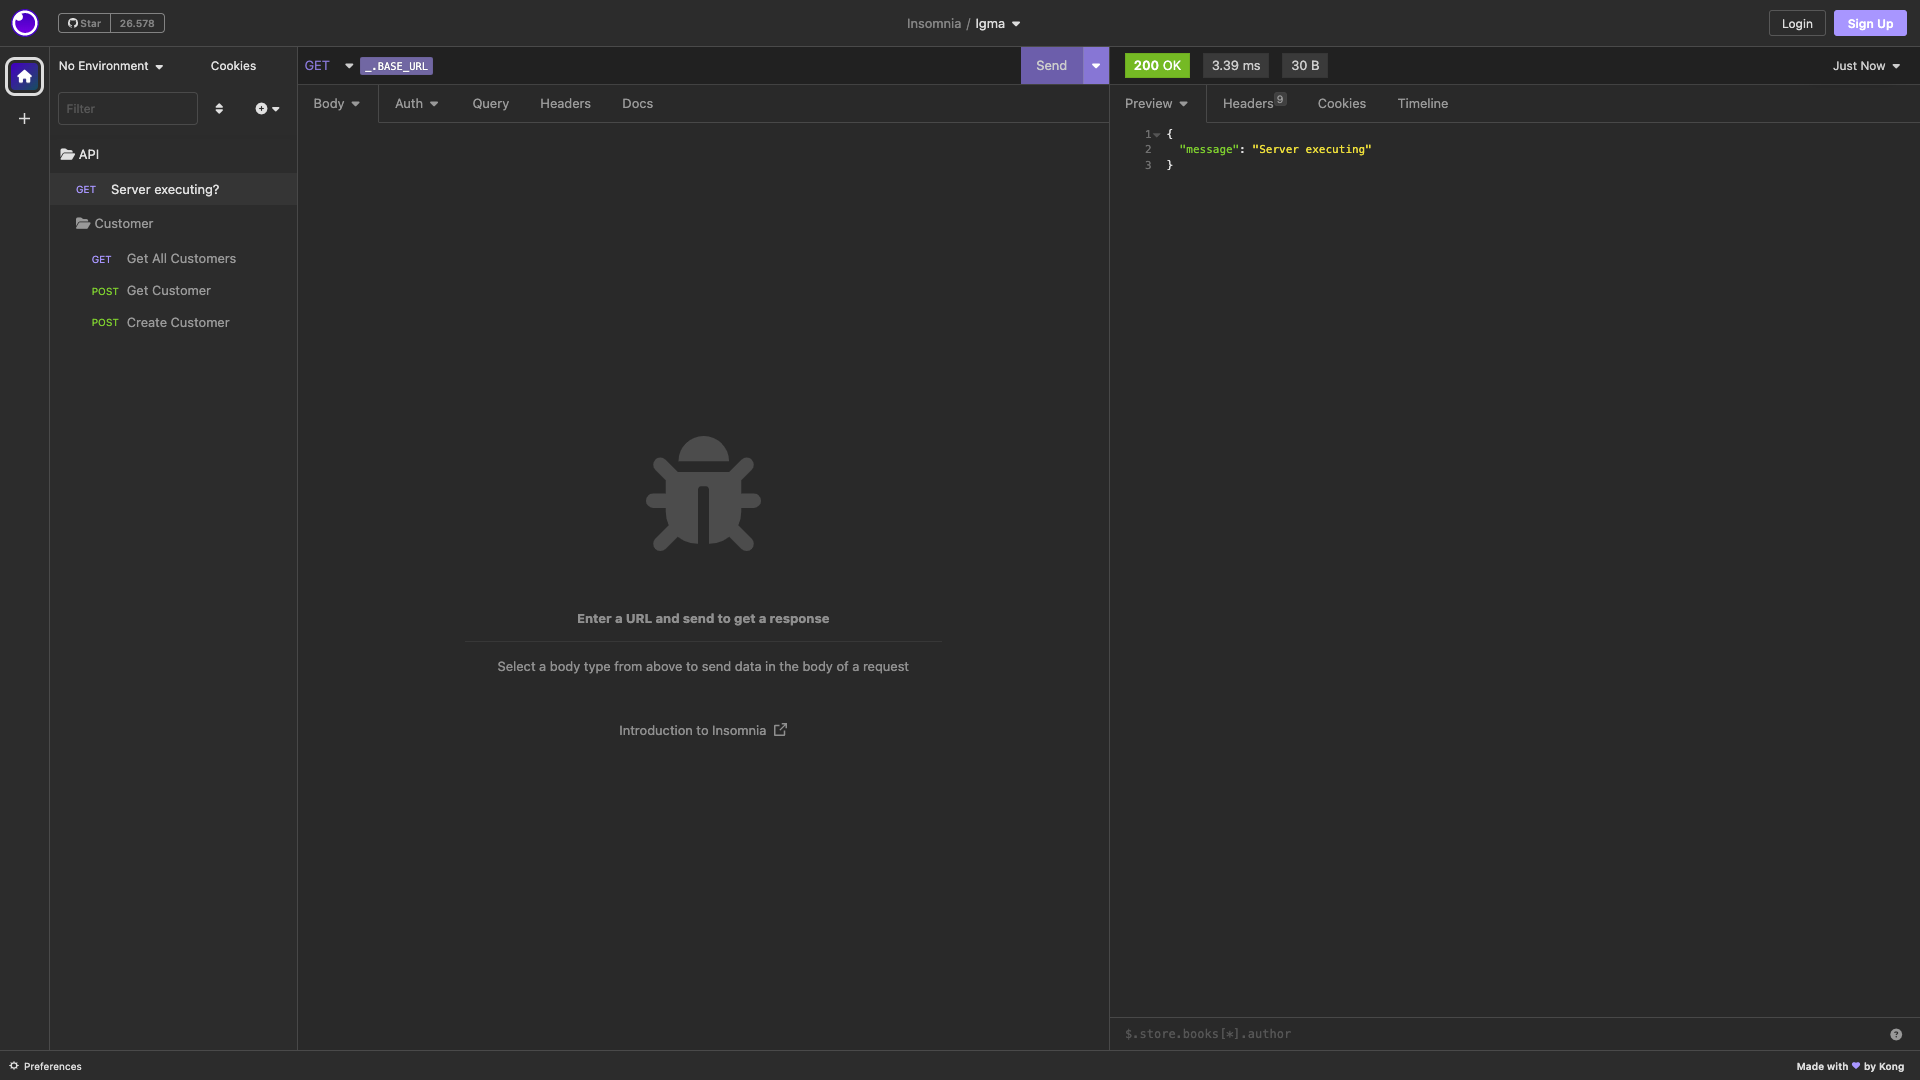 Star 26.578
Insomnia / Igma
Login
Sign Up
No Environment
Cookies
GET
_.BASE_URL
Send
200 OK
3.39 ms
30 B
Just Now
Filter
Body
Auth
Query
Headers
Docs
Preview
Headers 9
Cookies
Timeline
API
GET Server executing?
Customer
GET Get All Customers
POST Get Customer
POST Create Customer
1 {
2 "message": "Server executing"
3 }
Enter a URL and send to get a response
Select a body type from above to send data in the body of a request
Introduction to Insomnia
$.store.books[*].author
?
Preferences
Made with ♥ by Kong